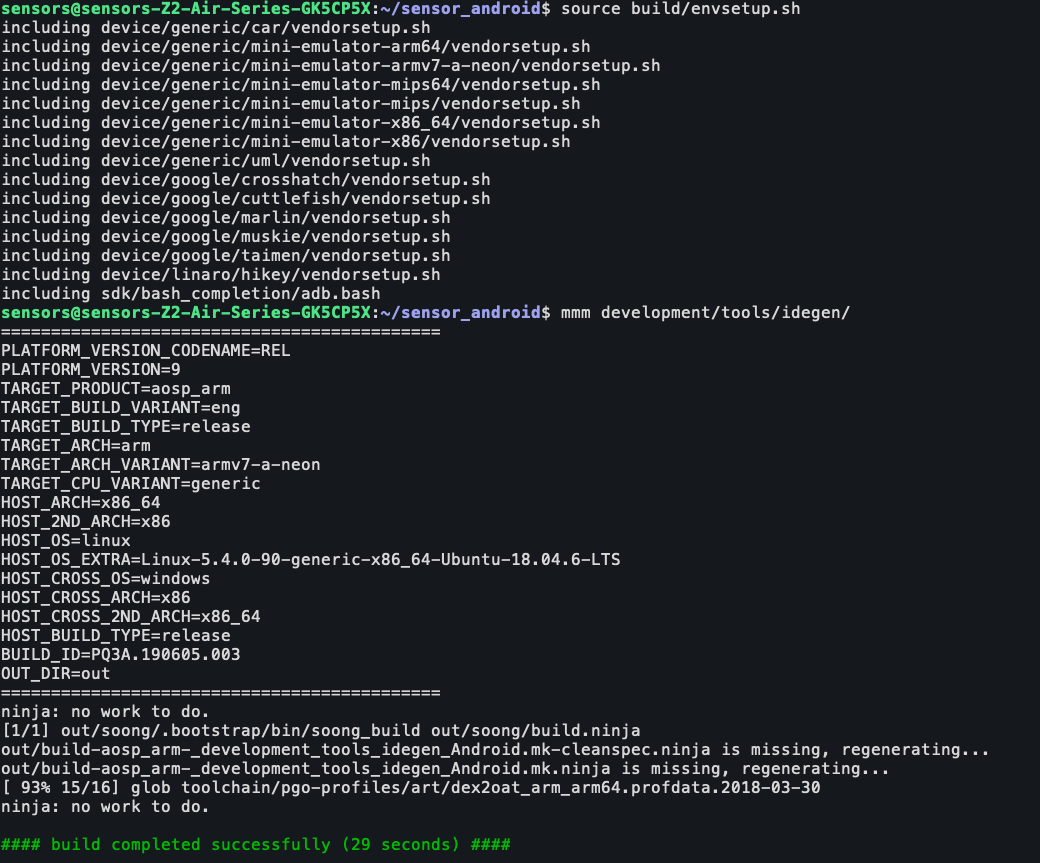 sensors@sensors-Z2-Air-Series-GK5CP5X:~/sensor_android$ source build/envsetup.sh
including device/generic/car/vendorsetup.sh
including device/generic/mini-emulator-arm64/vendorsetup.sh
including device/generic/mini-emulator-armv7-a-neon/vendorsetup.sh
including device/generic/mini-emulator-mips64/vendorsetup.sh
including device/generic/mini-emulator-mips/vendorsetup.sh
including device/generic/mini-emulator-x86_64/vendorsetup.sh
including device/generic/mini-emulator-x86/vendorsetup.sh
including device/generic/uml/vendorsetup.sh
including device/google/crosshatch/vendorsetup.sh
including device/google/cuttlefish/vendorsetup.sh
including device/google/marlin/vendorsetup.sh
including device/google/muskie/vendorsetup.sh
including device/google/taimen/vendorsetup.sh
including device/linaro/hikey/vendorsetup.sh
including sdk/bash_completion/adb.bash
sensors@sensors-Z2-Air-Series-GK5CP5X:~/sensor_android$ mmm development/tools/idegen/
============================================
PLATFORM_VERSION_CODENAME=REL
PLATFORM_VERSION=9
TARGET_PRODUCT=aosp_arm
TARGET_BUILD_VARIANT=eng
TARGET_BUILD_TYPE=release
TARGET_ARCH=arm
TARGET_ARCH_VARIANT=armv7-a-neon
TARGET_CPU_VARIANT=generic
HOST_ARCH=x86_64
HOST_2ND_ARCH=x86
HOST_OS=linux
HOST_OS_EXTRA=Linux-5.4.0-90-generic-x86_64-Ubuntu-18.04.6-LTS
HOST_CROSS_OS=windows
HOST_CROSS_ARCH=x86
HOST_CROSS_2ND_ARCH=x86_64
HOST_BUILD_TYPE=release
BUILD_ID=PQ3A.190605.003
OUT_DIR=out
============================================
ninja: no work to do.
[1/1] out/soong/.bootstrap/bin/soong_build out/soong/build.ninja
out/build-aosp_arm-_development_tools_idegen_Android.mk-cleanspec.ninja is missing, regenerating...
out/build-aosp_arm-_development_tools_idegen_Android.mk.ninja is missing, regenerating...
[ 93% 15/16] glob toolchain/pgo-profiles/art/dex2oat_arm_arm64.profdata.2018-03-30
ninja: no work to do.
#### build completed successfully (29 seconds) ####